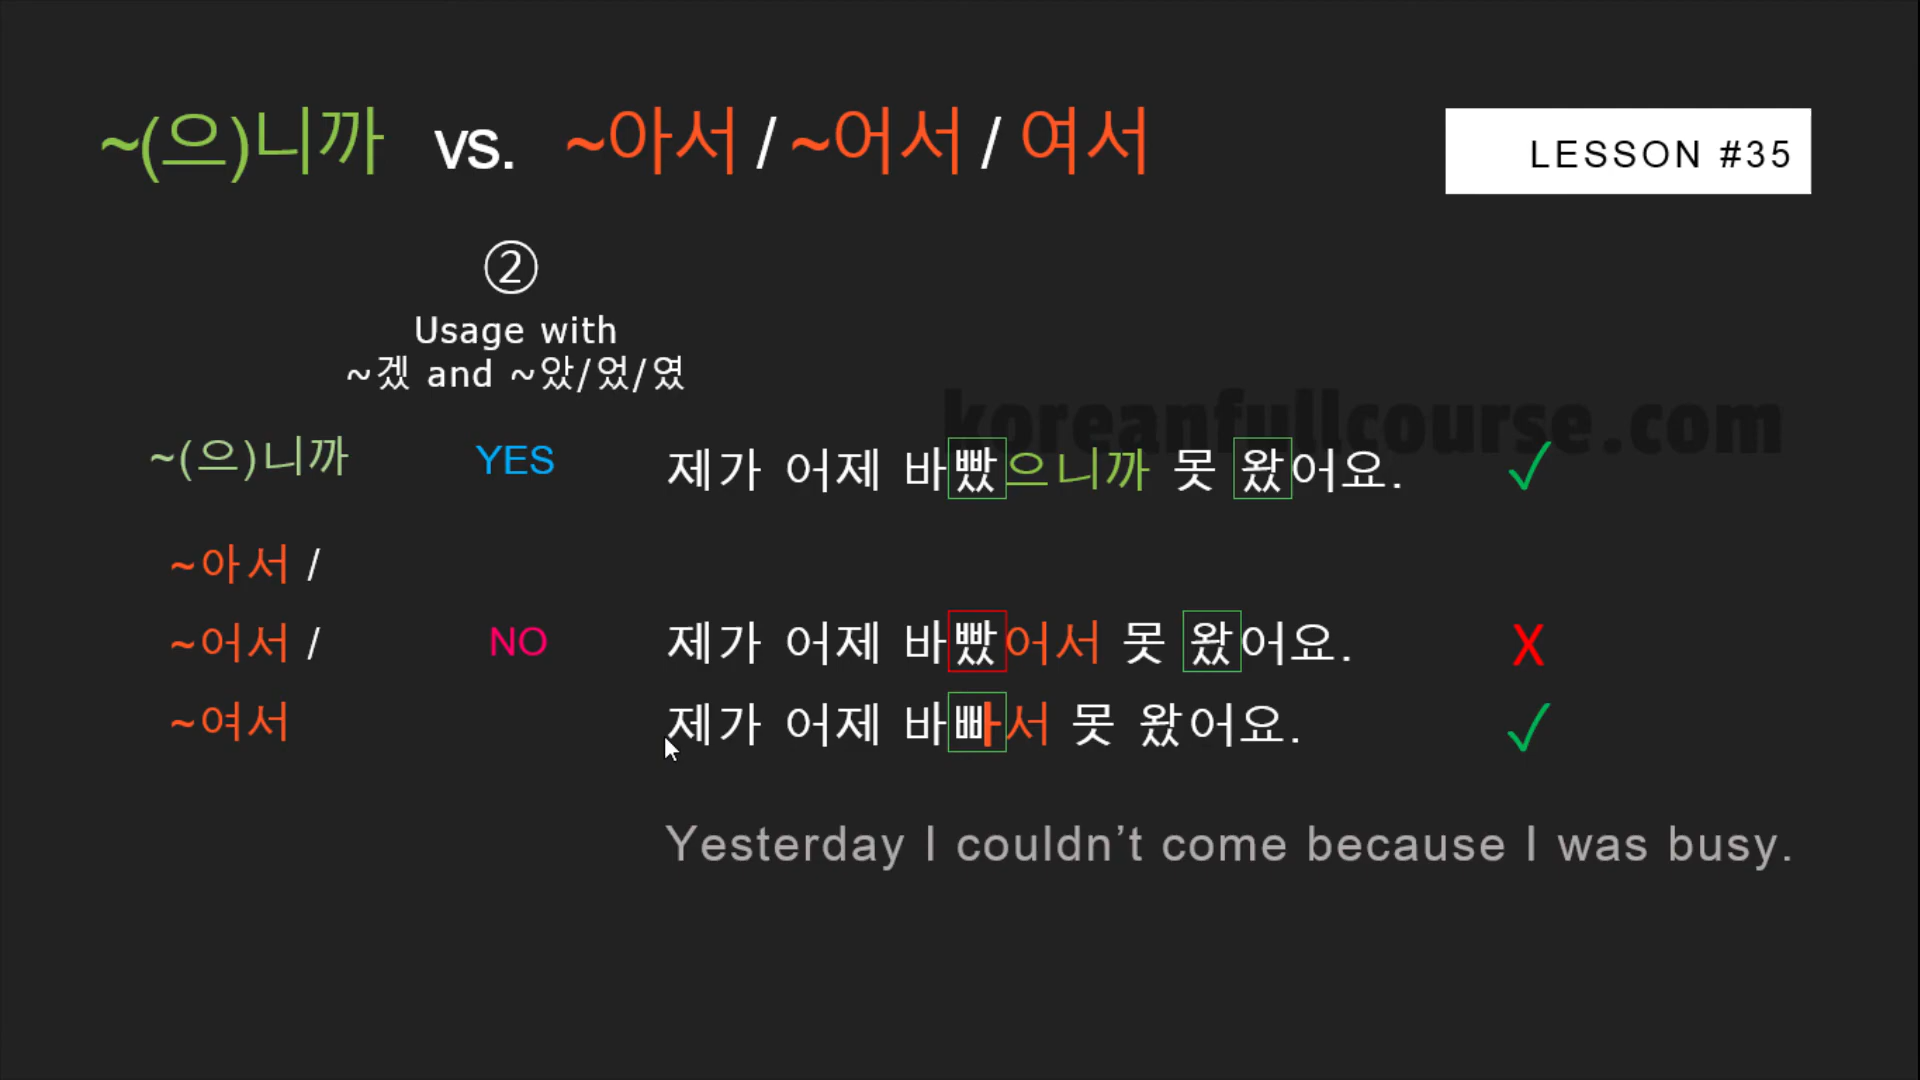 ~(으)니까 vs. ~아서 / ~어서 / 여서
LESSON #35
②
Usage with
~겠 and ~았/었/였
koreanfullcourse.com
~(으)니까 YES 제가 어제 바빴으니까 못 왔어요. ✓
~아서 /
~어서 / NO 제가 어제 바빴어서 못 왔어요. X
~여서 제가 어제 바빠서 못 왔어요. ✓
Yesterday I couldn’t come because I was busy.